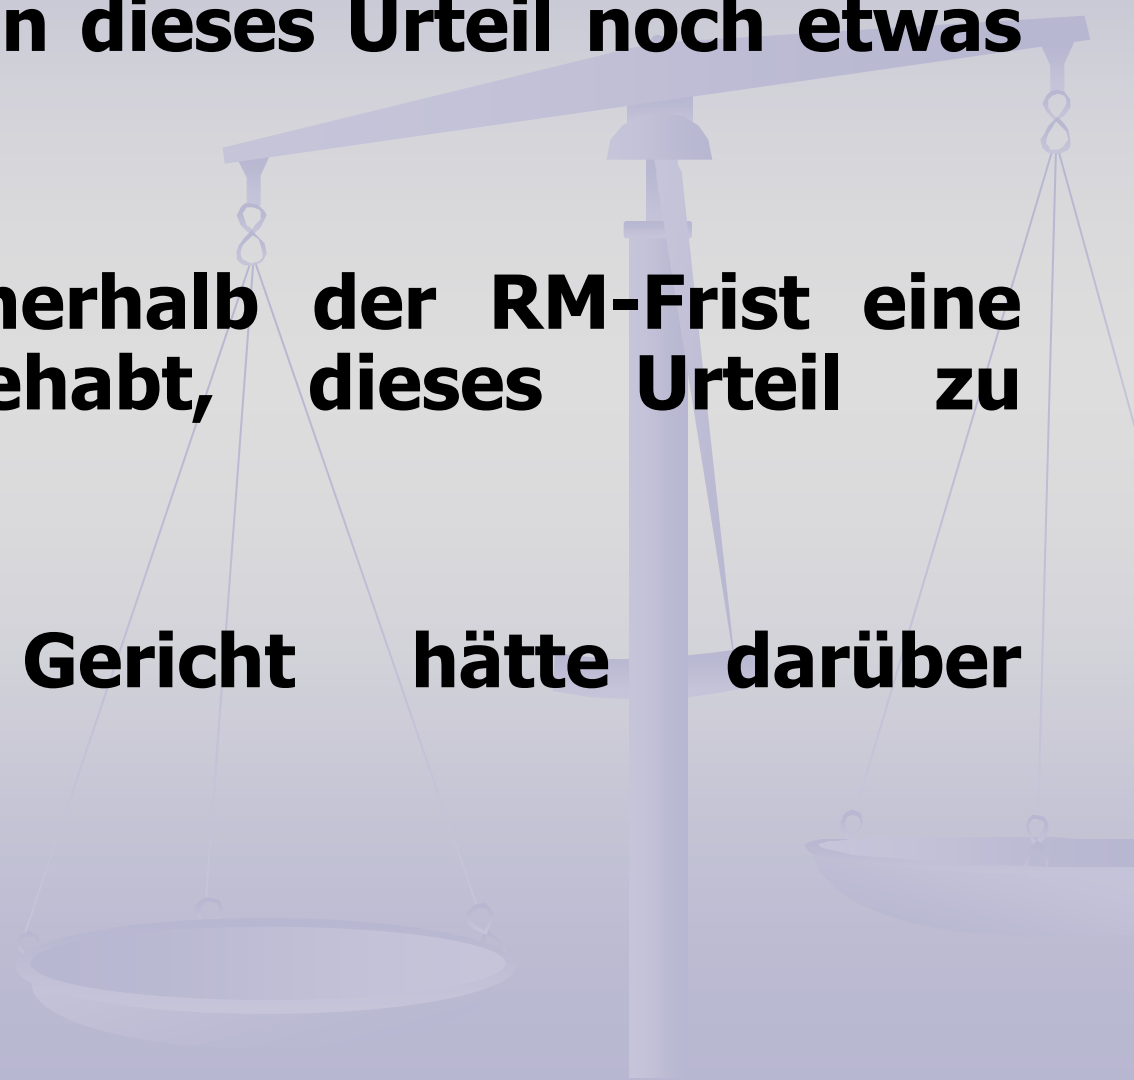 n dieses Urteil noch etwas
nerhalb der RM-Frist eine
ehabt, dieses Urteil zu
Gericht hätte darüber